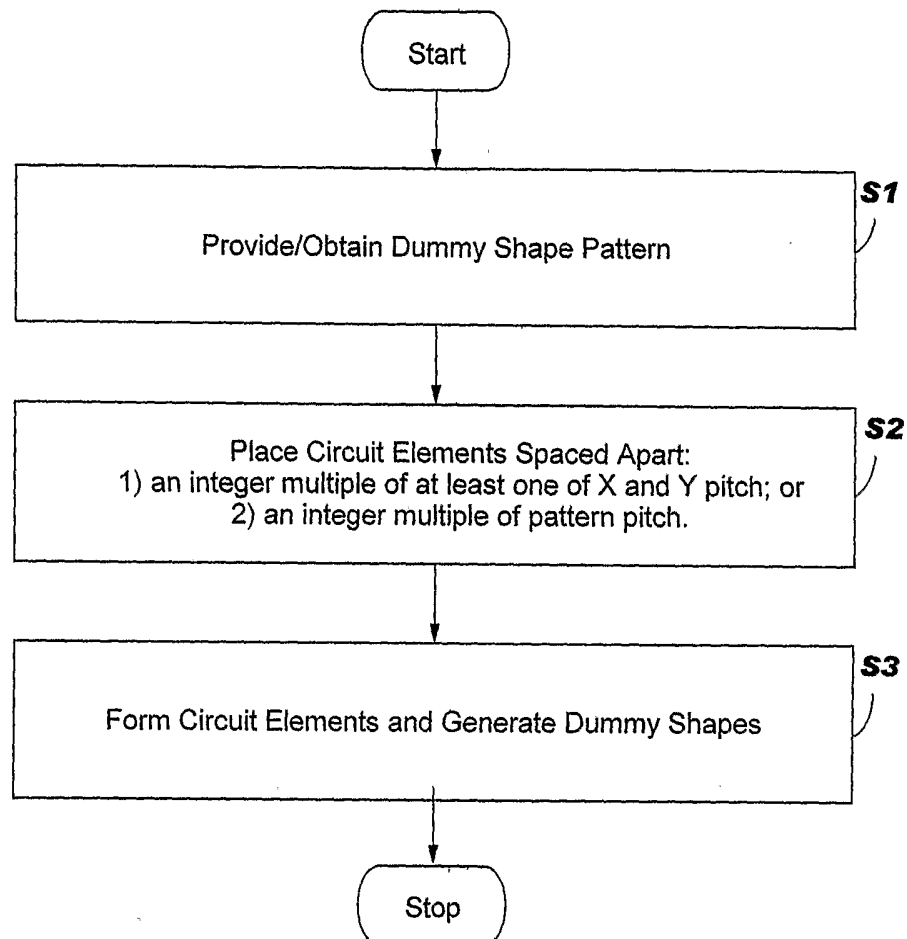 Start
S1
Provide/Obtain Dummy Shape Pattern
S2
Place Circuit Elements Spaced Apart:
1) an integer multiple of at least one of X and Y pitch; or
2) an integer multiple of pattern pitch.
S3
Form Circuit Elements and Generate Dummy Shapes
Stop